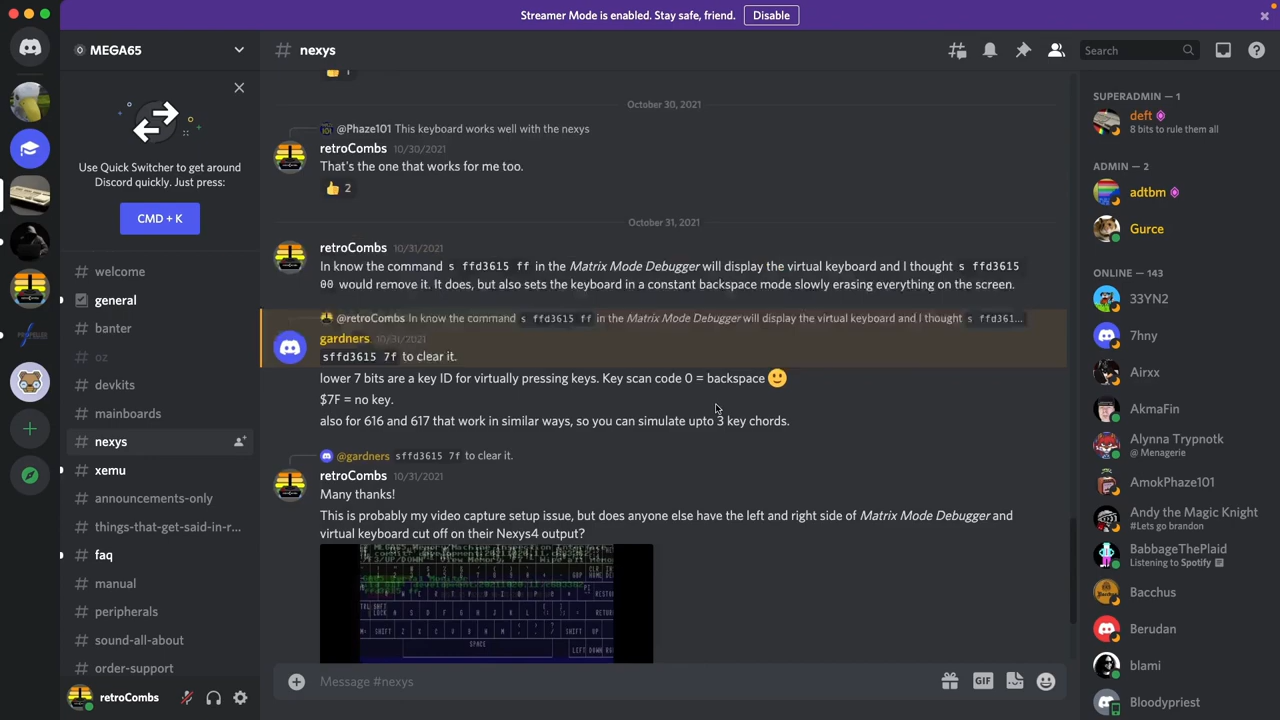 Streamer Mode is enabled. Stay safe, friend.
Disable
MEGA65
nexys
Search
Use Quick Switcher to get around
Discord quickly. Just press:
CMD + K
welcome
general
banter
oz
devkits
mainboards
nexys
xemu
announcements-only
things-that-get-said-in-r...
faq
manual
peripherals
sound-all-about
order-support
retroCombs
1
October 30, 2021
@Phaze101 This keyboard works well with the nexys
retroCombs 10/30/2021
That's the one that works for me too.
2
October 31, 2021
retroCombs 10/31/2021
In know the command s ffd3615 ff in the Matrix Mode Debugger will display the virtual keyboard and I thought s ffd3615
00 would remove it. It does, but also sets the keyboard in a constant backspace mode slowly erasing everything on the screen.
@retroCombs In know the command s ffd3615 ff in the Matrix Mode Debugger will display the virtual keyboard and I thought s ffd361...
gardners 10/31/2021
sffd3615 7f to clear it.
lower 7 bits are a key ID for virtually pressing keys. Key scan code 0 = backspace
$7F = no key.
also for 616 and 617 that work in similar ways, so you can simulate upto 3 key chords.
@gardners sffd3615 7f to clear it.
retroCombs 10/31/2021
Many thanks!
This is probably my video capture setup issue, but does anyone else have the left and right side of Matrix Mode Debugger and
virtual keyboard cut off on their Nexys4 output?
SHIFT
SPACE
SHIFT UP
Message #nexys
GIF
SUPERADMIN — 1
deft
8 bits to rule them all
ADMIN — 2
adtbm
Gurce
ONLINE — 143
33YN2
7hny
Airxx
AkmaFin
Alynna Trypnotk
@ Menagerie
AmokPhaze101
Andy the Magic Knight
#Lets go brandon
BabbageThePlaid
Listening to Spotify
Bacchus
Berudan
blami
Bloodypriest